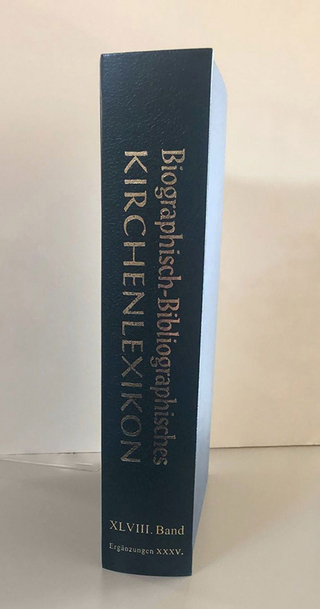 Biographisch-Bibliographisches
KIRCHENLEXIKON
XLVIII. Band
Ergänzungen XXXV.